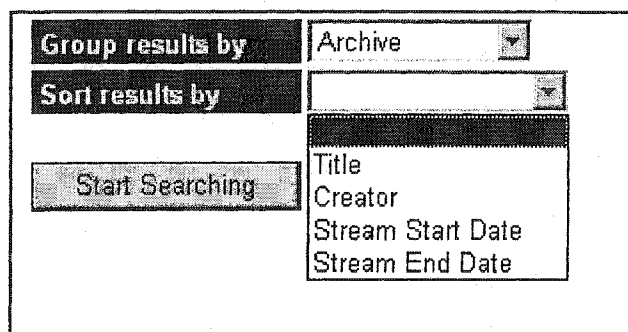 Group results by Archive
Sort results by
Title
Start Searching
Creator
Stream Start Date
Stream End Date